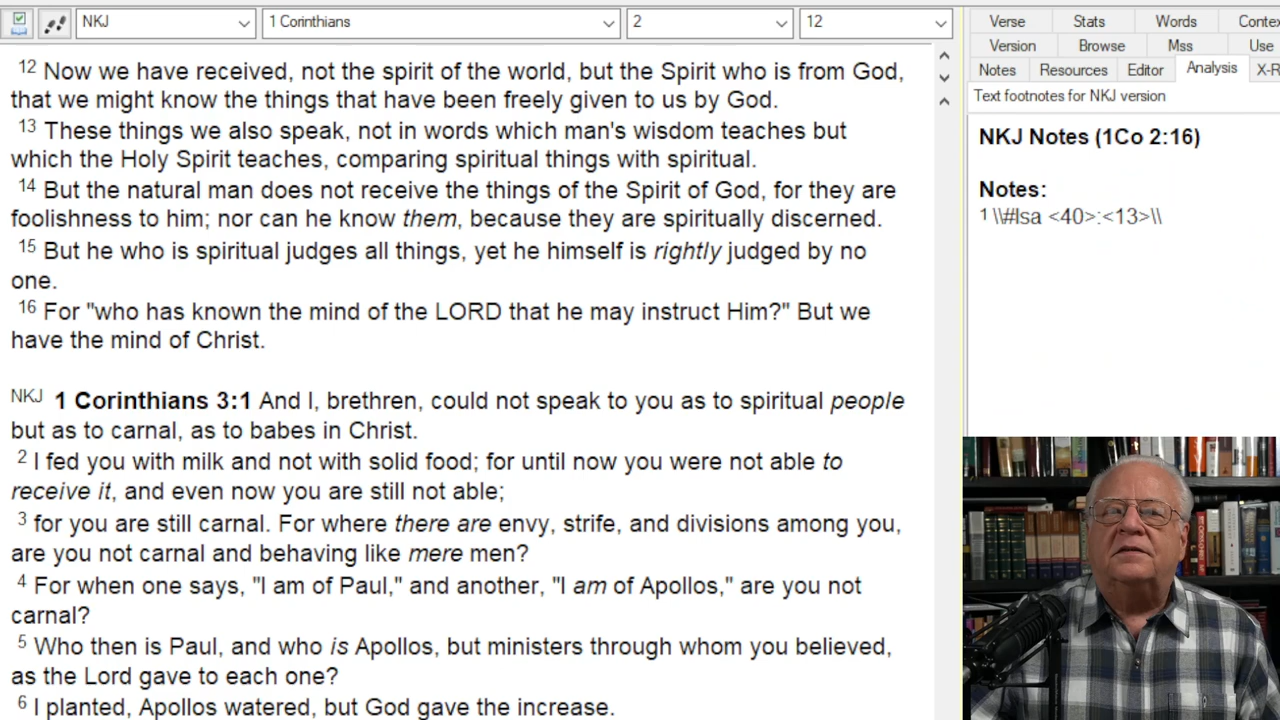 NKJ 1 Corinthians 2 12
Verse Stats Words
Version Browse Mss Use
Notes Resources Editor Analysis X-R
Text footnotes for NKJ version
12 Now we have received, not the spirit of the world, but the Spirit who is from God,
that we might know the things that have been freely given to us by God.
13 These things we also speak, not in words which man's wisdom teaches but
which the Holy Spirit teaches, comparing spiritual things with spiritual.
14 But the natural man does not receive the things of the Spirit of God, for they are
foolishness to him; nor can he know them, because they are spiritually discerned.
15 But he who is spiritual judges all things, yet he himself is rightly judged by no
one.
16 For "who has known the mind of the LORD that he may instruct Him?" But we
have the mind of Christ.
NKJ 1 Corinthians 3:1 And I, brethren, could not speak to you as to spiritual people
but as to carnal, as to babes in Christ.
2 I fed you with milk and not with solid food; for until now you were not able to
receive it, and even now you are still not able;
3 for you are still carnal. For where there are envy, strife, and divisions among you,
are you not carnal and behaving like mere men?
4 For when one says, "I am of Paul," and another, "I am of Apollos," are you not
carnal?
5 Who then is Paul, and who is Apollos, but ministers through whom you believed,
as the Lord gave to each one?
6 I planted, Apollos watered, but God gave the increase.
NKJ Notes (1Co 2:16)
Notes:
1 \\#Isa <40>:<13>\\